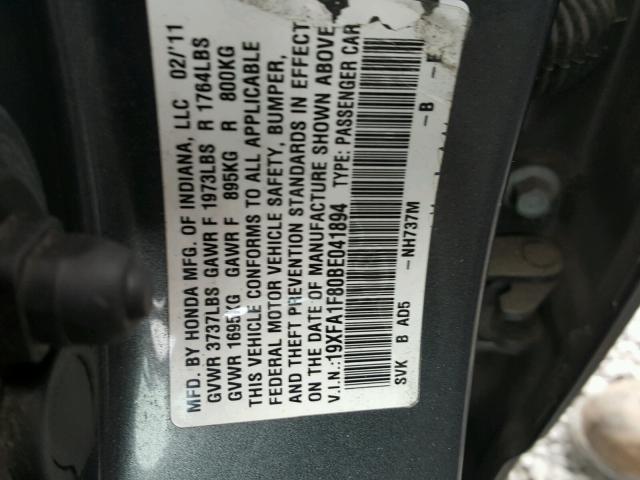 MFD. BY HONDA MFG. OF INDIANA, LLC 02/'11
GVWR 3737LBS GAWR F 1973LBS R 1764LBS
GVWR 1695KG GAWR F 895KG R 800KG
THIS VEHICLE CONFORMS TO ALL APPLICABLE
FEDERAL MOTOR VEHICLE SAFETY, BUMPER,
AND THEFT PREVENTION STANDARDS IN EFFECT
ON THE DATE OF MANUFACTURE SHOWN ABOVE.
V.I.N.:19XFA1F80BE041894 TYPE: PASSENGER CAR
SVK B AD5 -NH737M -B -E